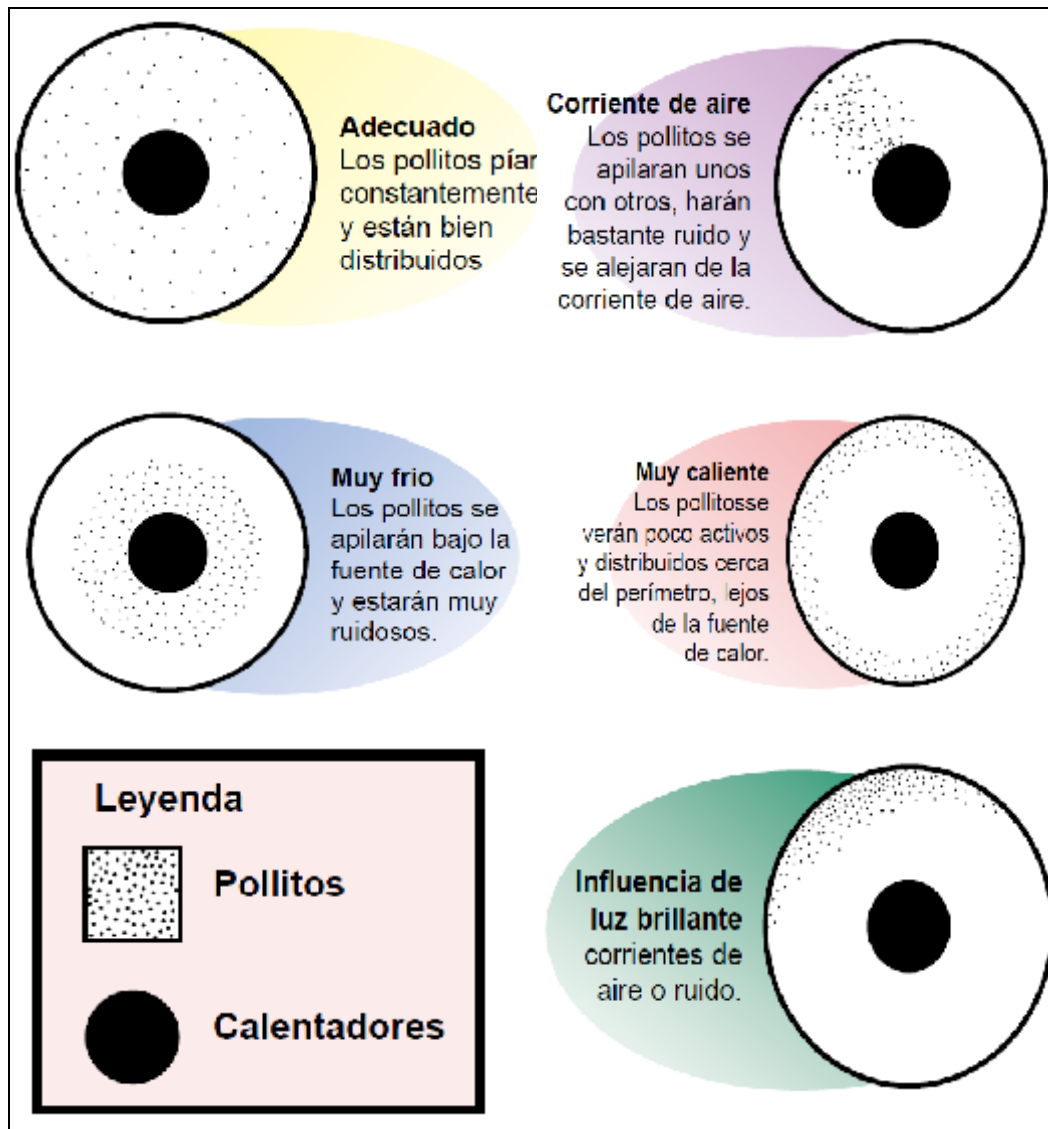 Adecuado
Los pollitos pían
constantemente
y están bien
distribuidos
Corriente de aire
Los pollitos se
apilaran unos
con otros, harán
bastante ruido y
se alejaran de la
corriente de aire.
Muy frio
Los pollitos se
apilarán bajo la
fuente de calor
y estarán muy
ruidosos.
Muy caliente
Los pollitosse
verán poco activos
y distribuidos cerca
del perímetro, lejos
de la fuente
de calor.
Leyenda
Pollitos
Calentadores
Influencia de
luz brillante
corrientes de
aire o ruido.